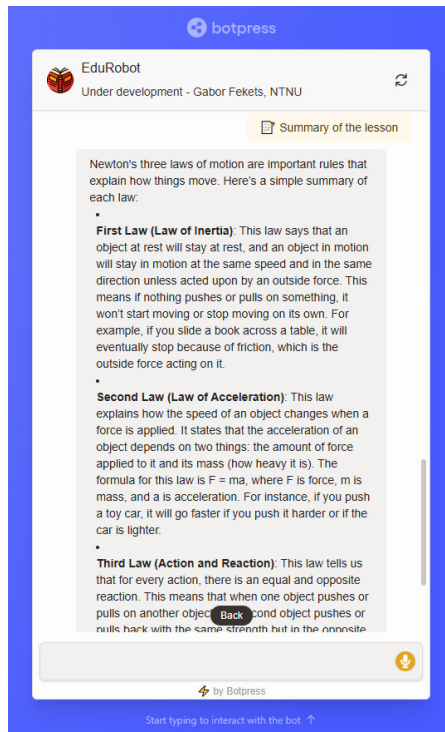 botpress
EduRobot
Under development - Gabor Fekets, NTNU
Summary of the lesson
Newton's three laws of motion are important rules that
explain how things move. Here's a simple summary of
each law:
•
First Law (Law of Inertia): This law says that an
object at rest will stay at rest, and an object in motion
will stay in motion at the same speed and in the same
direction unless acted upon by an outside force. This
means if nothing pushes or pulls on something, it
won't start moving or stop moving on its own. For
example, if you slide a book across a table, it will
eventually stop because of friction, which is the
outside force acting on it.
•
Second Law (Law of Acceleration): This law
explains how the speed of an object changes when a
force is applied. It states that the acceleration of an
object depends on two things: the amount of force
applied to it and its mass (how heavy it is). The
formula for this law is F = ma, where F is force, m is
mass, and a is acceleration. For instance, if you push
a toy car, it will go faster if you push it harder or if the
car is lighter.
•
Third Law (Action and Reaction): This law tells us
that for every action, there is an equal and opposite
reaction. This means that when one object pushes or
pulls on another object pushes or
Back
pulls back with the same strength but in the opposite
by Botpress
Start typing to interact with the bot ↑